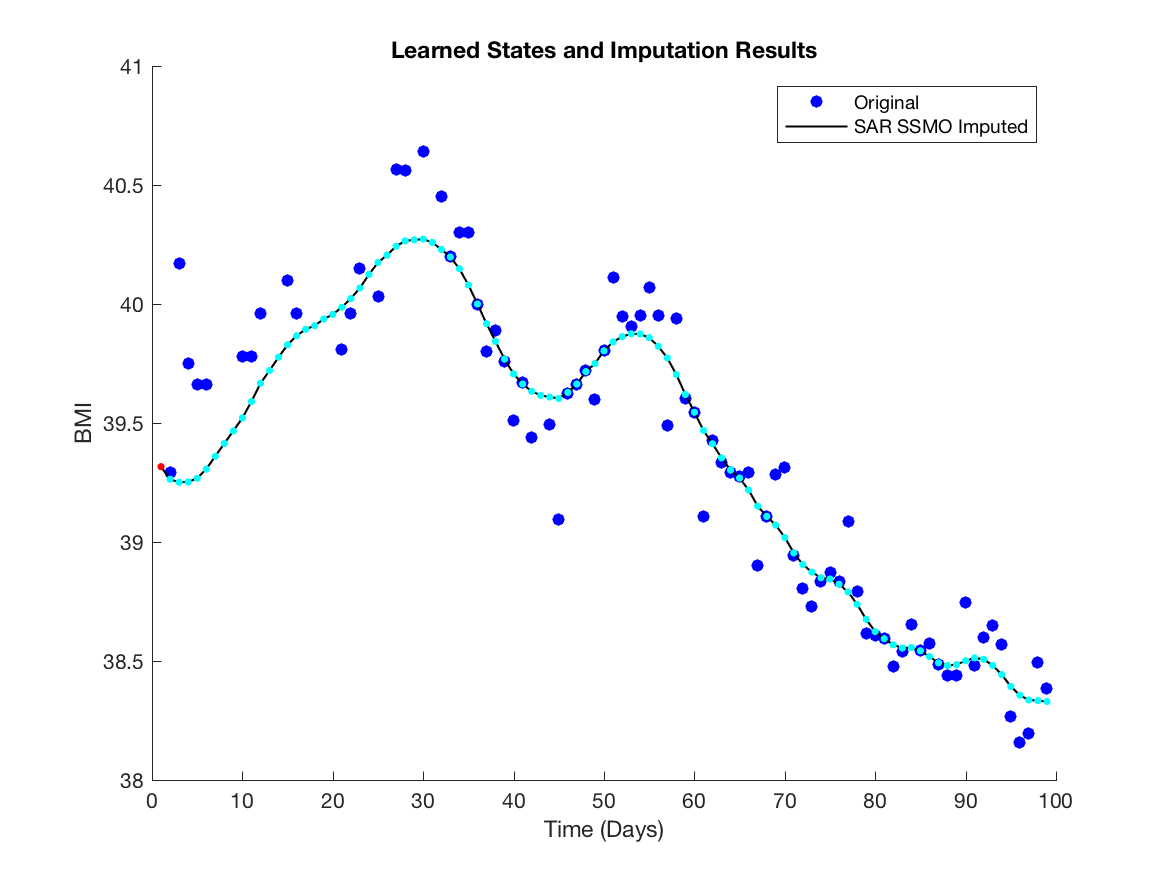 Learned States and Imputation Results
Original
SAR SSMO Imputed
BMI
41
40.5
40
39.5
39
38.5
38
0 10 20 30 40 50 60 70 80 90 100
Time (Days)